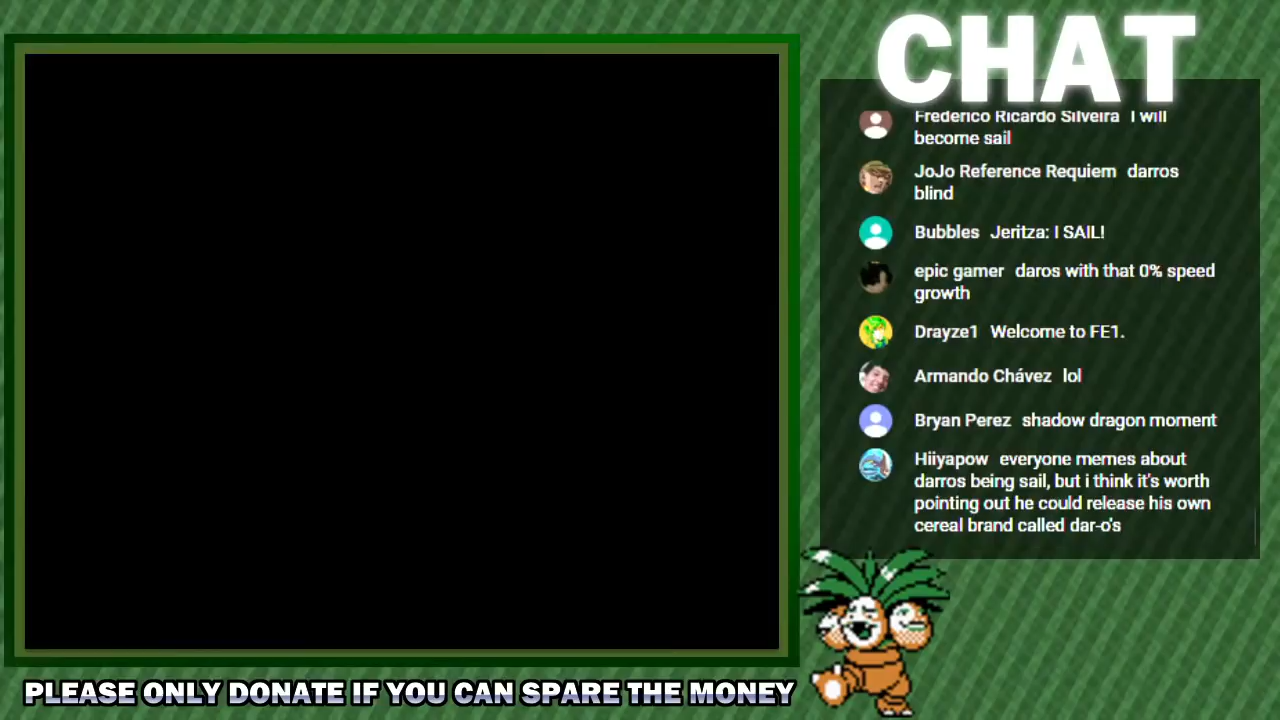 CHAT
Frederico Ricardo Silveira I will
become sail
JoJo Reference Requiem darros
blind
Bubbles Jeritza: I SAIL!
epic gamer daros with that 0% speed
growth
Drayze1 Welcome to FE1.
Armando Chávez lol
Bryan Perez shadow dragon moment
Hiiyapow everyone memes about
darros being sail, but i think it's worth
pointing out he could release his own
cereal brand called dar-o's
PLEASE ONLY DONATE IF YOU CAN SPARE THE MONEY